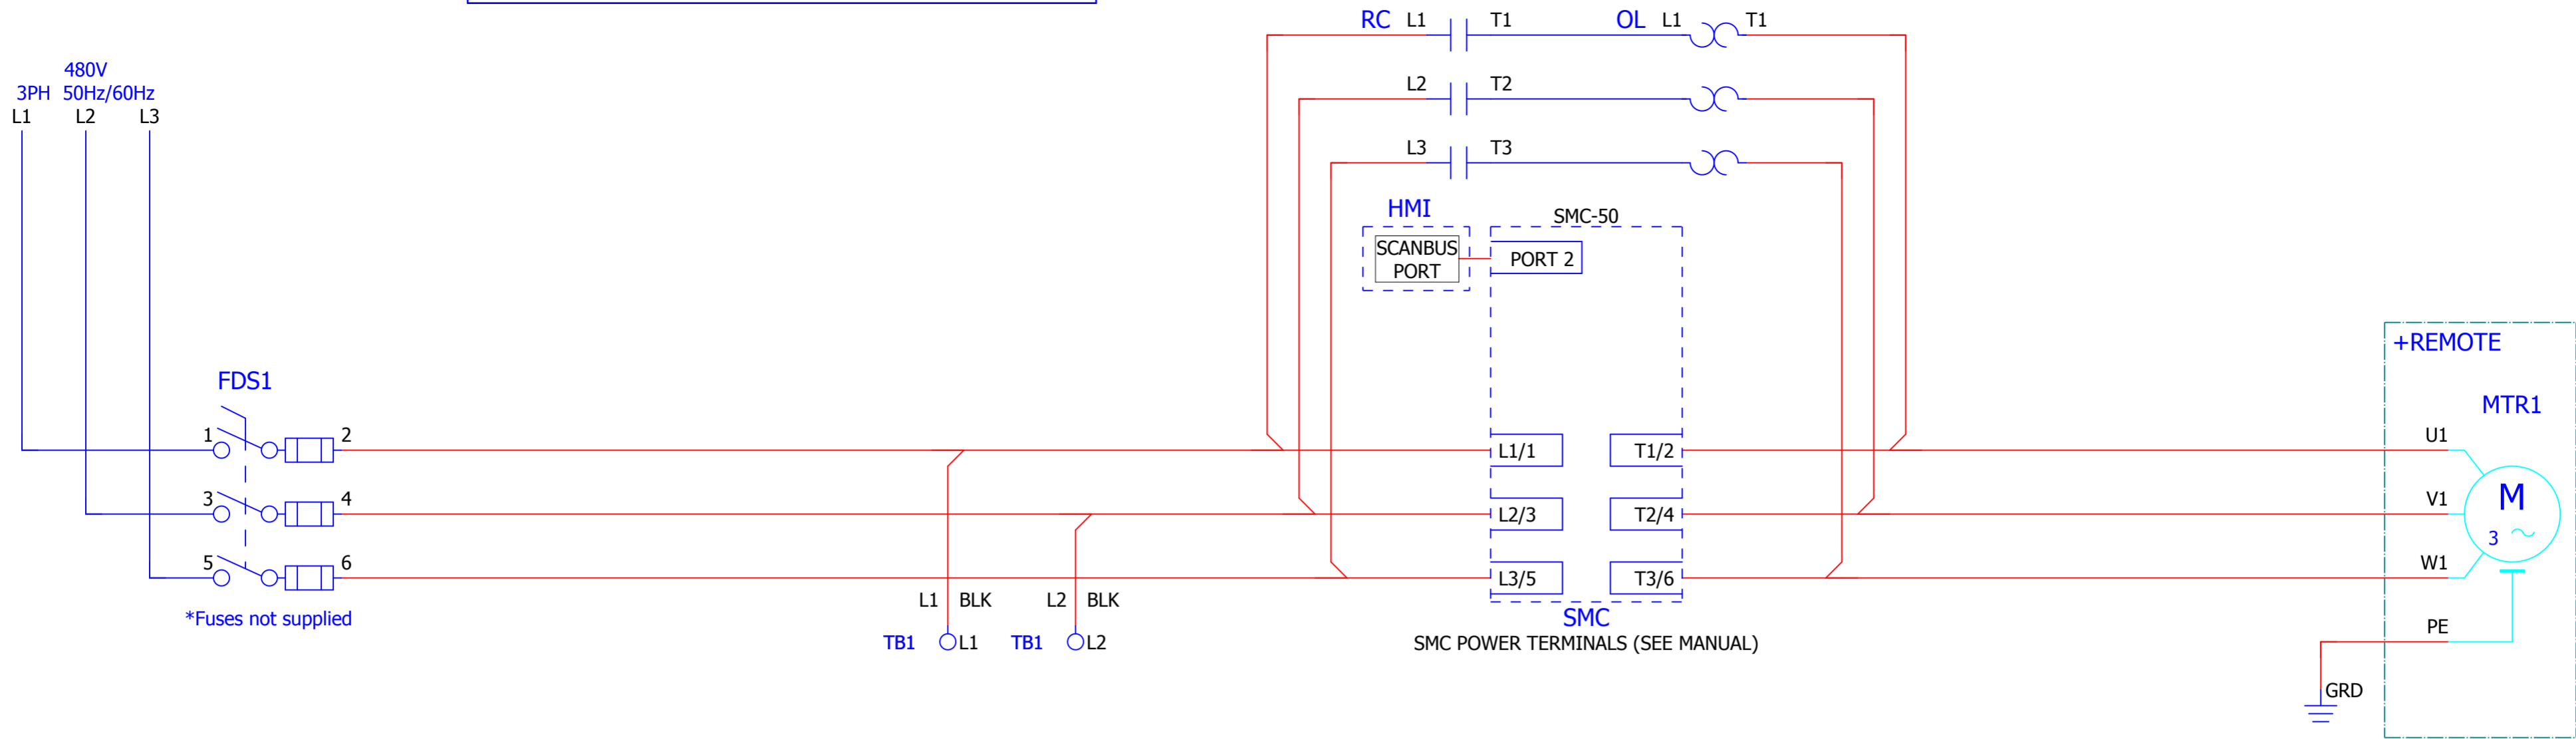 RC L1 T1 OL L1 T1
480V
3PH 50Hz/60Hz
L1 L2 L3
L2 T2
L3 T3
HMI
SMC-50
SCANBUS
PORT
PORT 2
+REMOTE
FDS1
MTR1
1 2
L1/1 T1/2
U1
3 4
L2/3 T2/4
V1
M
3
5 6
L3/5 T3/6
W1
*Fuses not supplied
L1 BLK L2 BLK
SMC
TB1 L1 TB1 L2
SMC POWER TERMINALS (SEE MANUAL)
PE
GRD